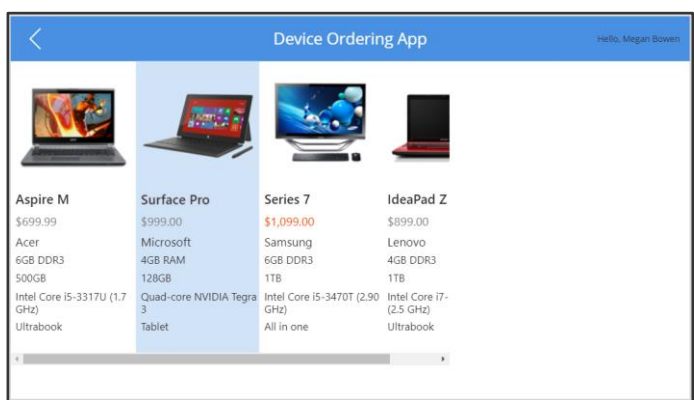 Device Ordering App
Hello, Megan Bowen
Aspire M
$699.99
Acer
6GB DDR3
500GB
Intel Core i5-3317U (1.7
GHz)
Ultrabook
Surface Pro
$999.00
Microsoft
4GB RAM
128GB
Quad-core NVIDIA Tegra
3
Tablet
Series 7
$1,099.00
Samsung
6GB DDR3
1TB
Intel Core i5-3470T (2.90
GHz)
All in one
IdeaPad Z
$899.00
Lenovo
4GB DDR3
1TB
Intel Core i7-
(2.5 GHz)
Ultrabook